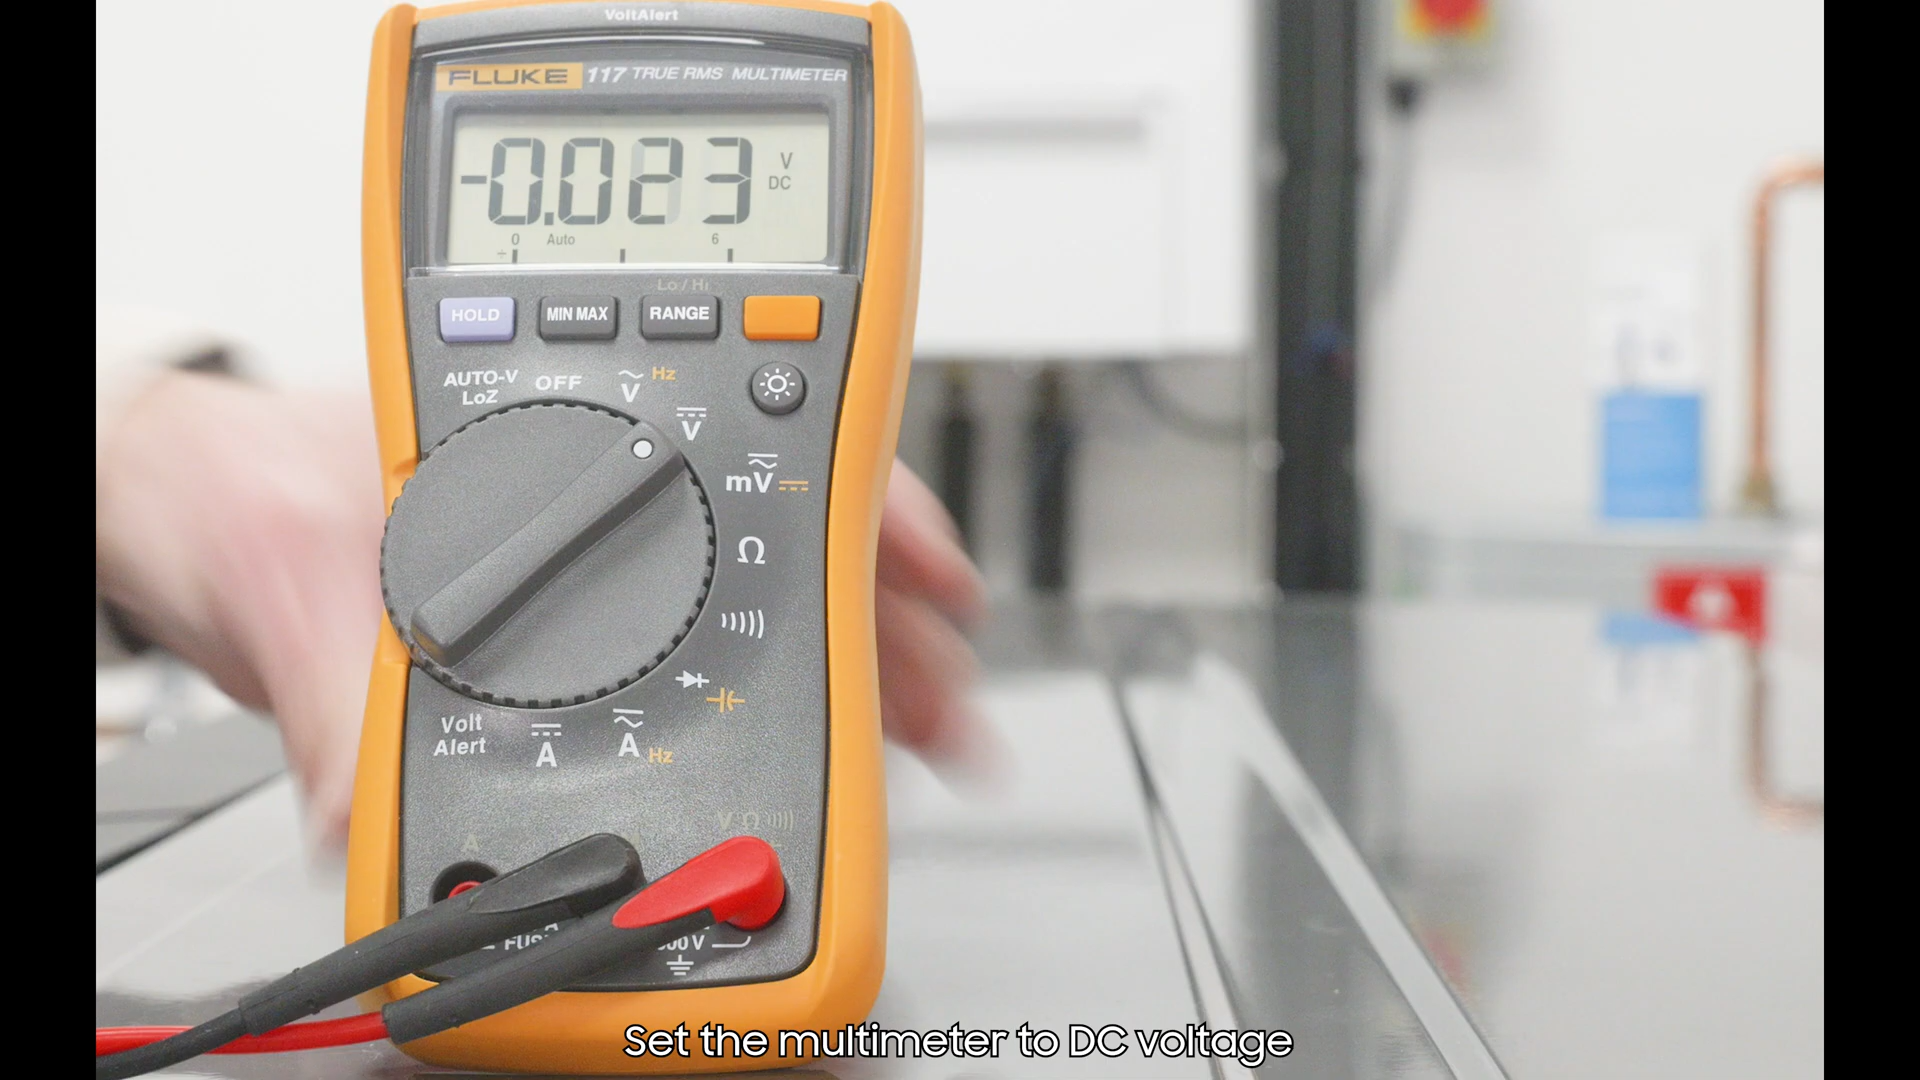 VoltAlert
FLUKE 117 TRUE RMS MULTIMETER
-0.023 V DC
0 Auto 6
Lo / Hi
HOLD MIN MAX RANGE
AUTO-V LoZ
OFF
V Hz
V
mV
Ω
Volt Alert
A
A Hz
A
V Ω
Set the multimeter to DC voltage